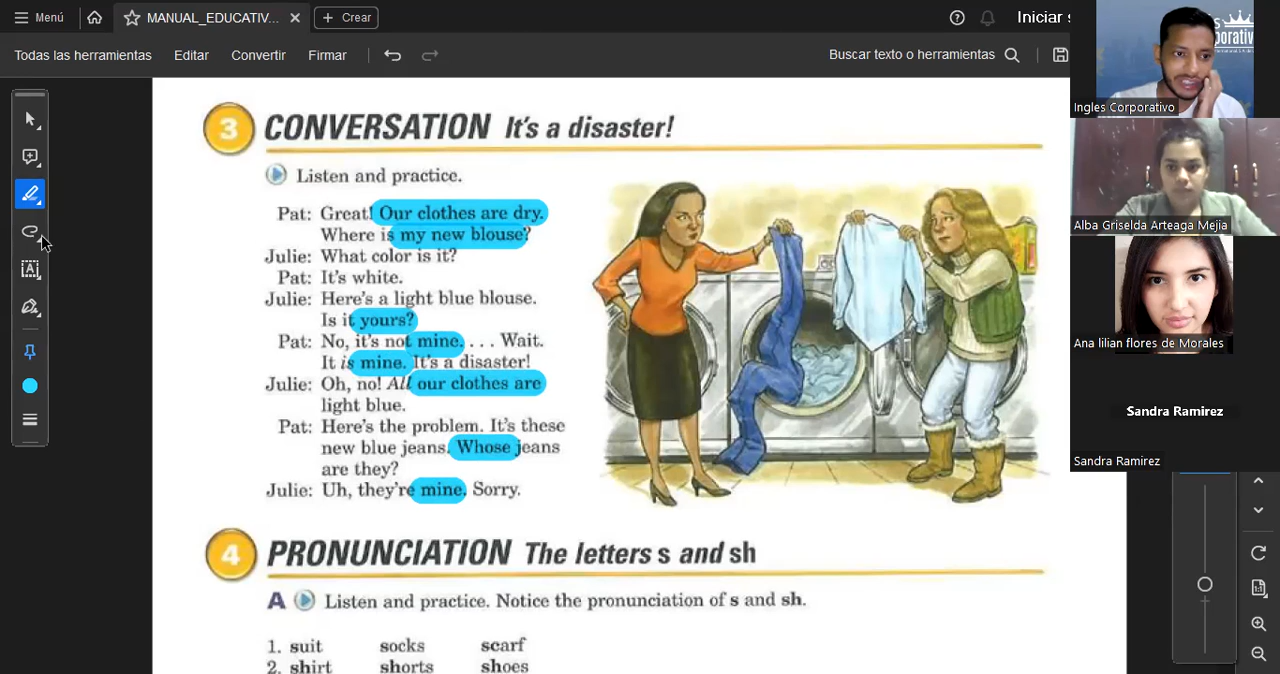 Menú
MANUAL_EDUCATIV...
Crear
Iniciar s
Todas las herramientas
Editar
Convertir
Firmar
Buscar texto o herramientas
3 CONVERSATION It's a disaster!
Listen and practice.
Pat: Great! Our clothes are dry.
Where is my new blouse?
Julie: What color is it?
Pat: It's white.
Julie: Here's a light blue blouse.
Is it yours?
Pat: No, it's not mine. . . . Wait.
It is mine. It's a disaster!
Julie: Oh, no! All our clothes are
light blue.
Pat: Here's the problem. It's these
new blue jeans. Whose jeans
are they?
Julie: Uh, they're mine. Sorry.
4 PRONUNCIATION The letters s and sh
A Listen and practice. Notice the pronunciation of s and sh.
1. suit socks scarf
2. shirt shorts shoes
Ingles Corporativo
Alba Griselda Arteaga Mejia
Ana lilian flores de Morales
Sandra Ramirez
Sandra Ramirez
1:1